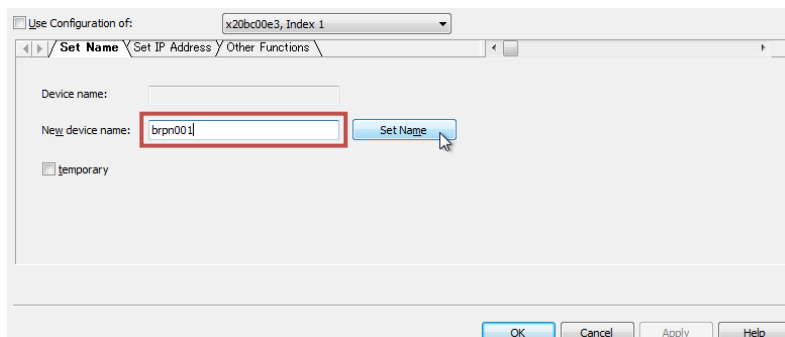 Use Configuration of: x20bc00e3, Index 1
Set Name Set IP Address Other Functions
Device name:
New device name: brpn001 Set Name
temporary
OK Cancel Apply Help